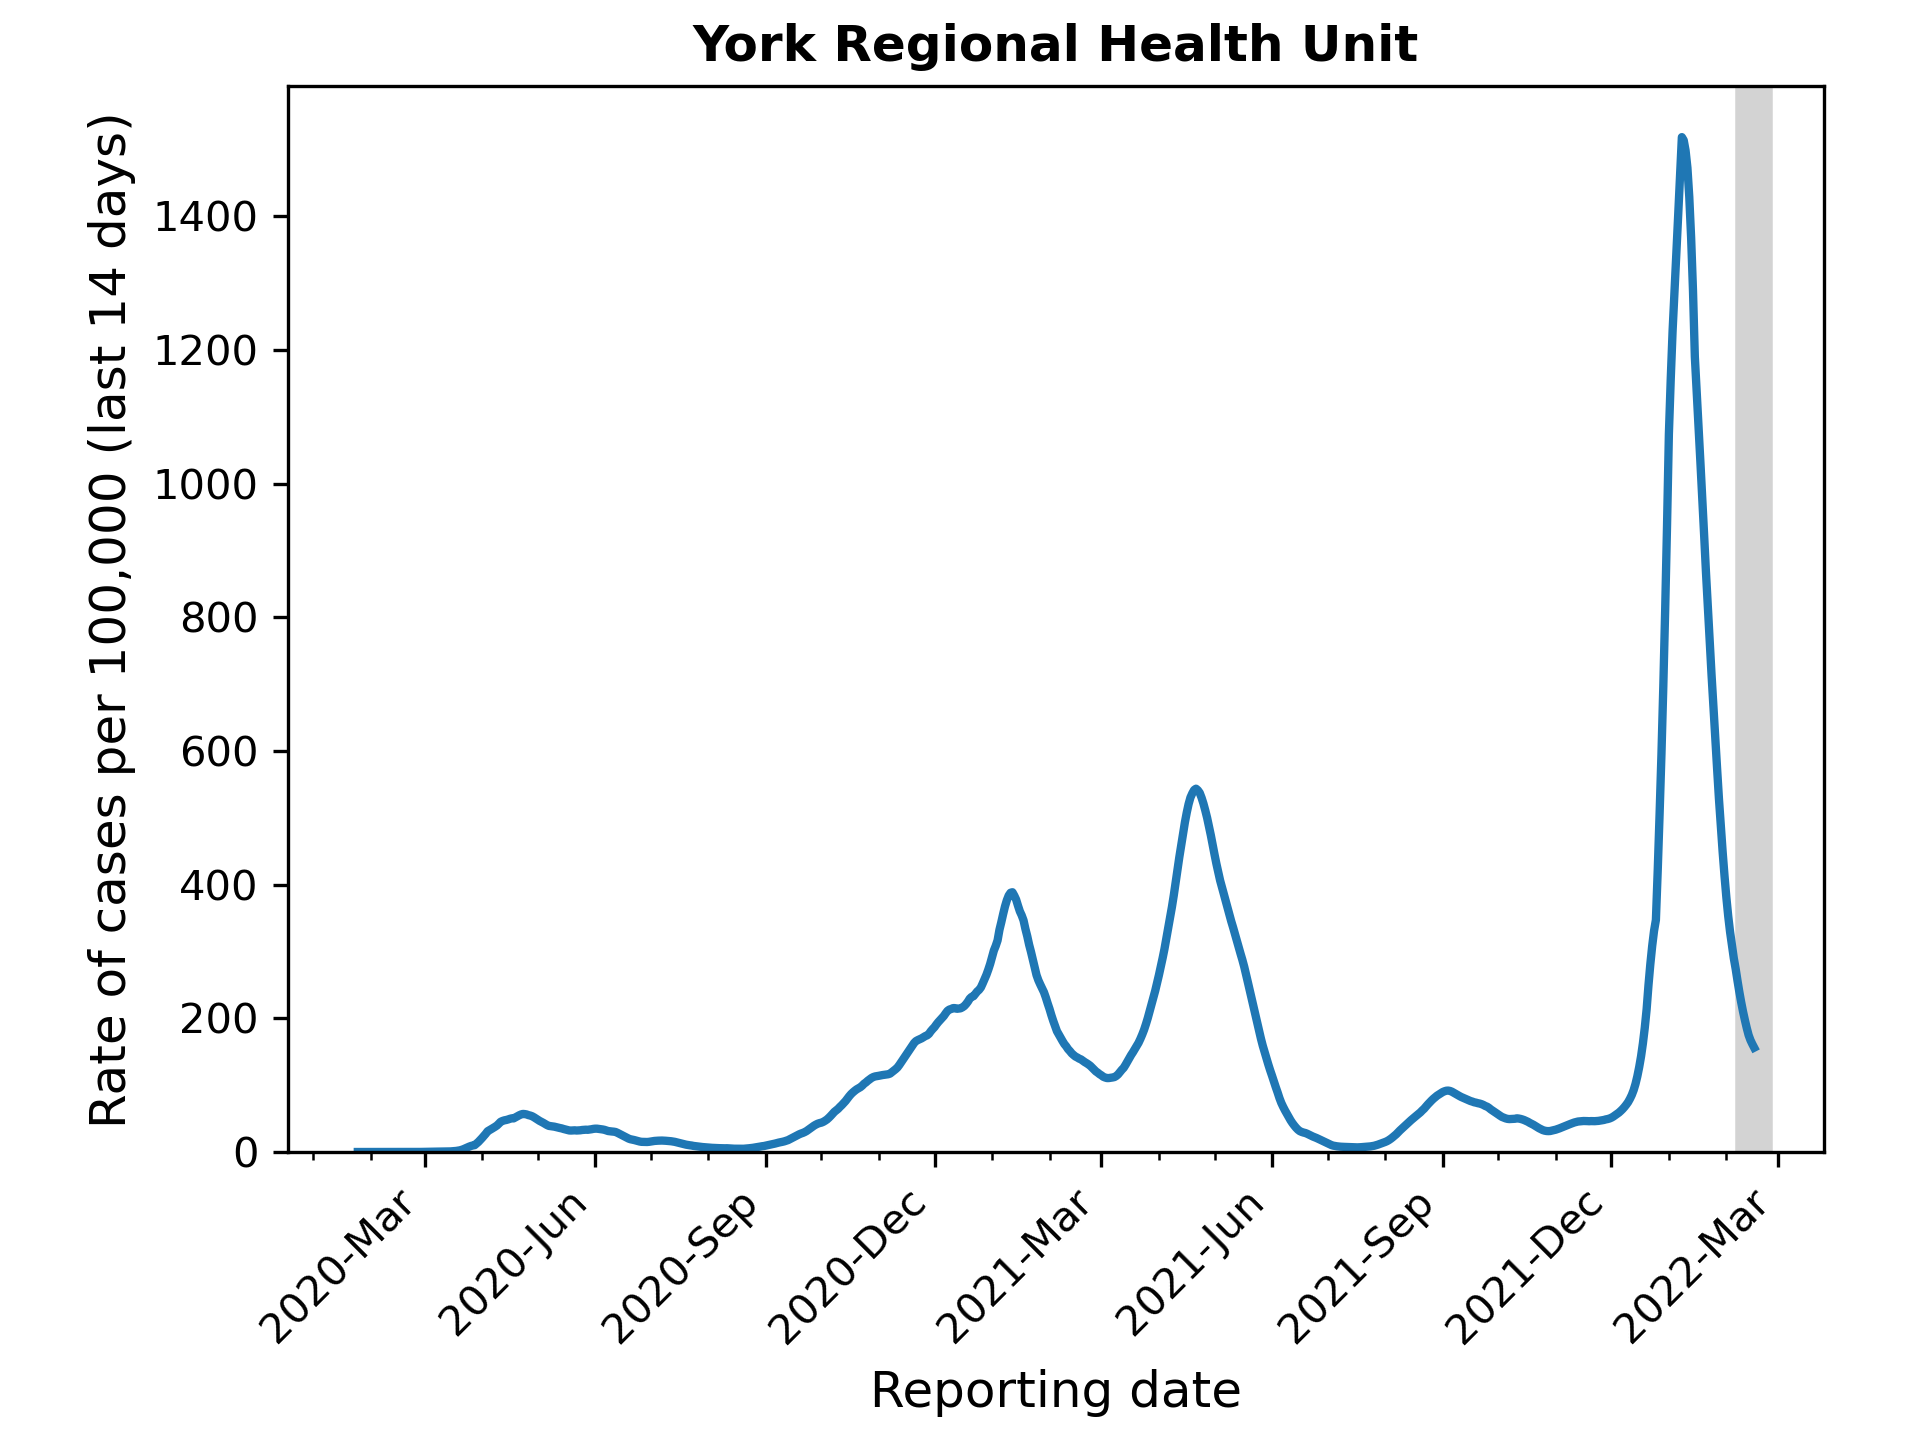 York Regional Health Unit
Rate of cases per 100,000 (last 14 days)
1400
1200
1000
800
600
400
200
0
2020-Mar
2020-Jun
2020-Sep
2020-Dec
2021-Mar
2021-Jun
2021-Sep
2021-Dec
2022-Mar
Reporting date